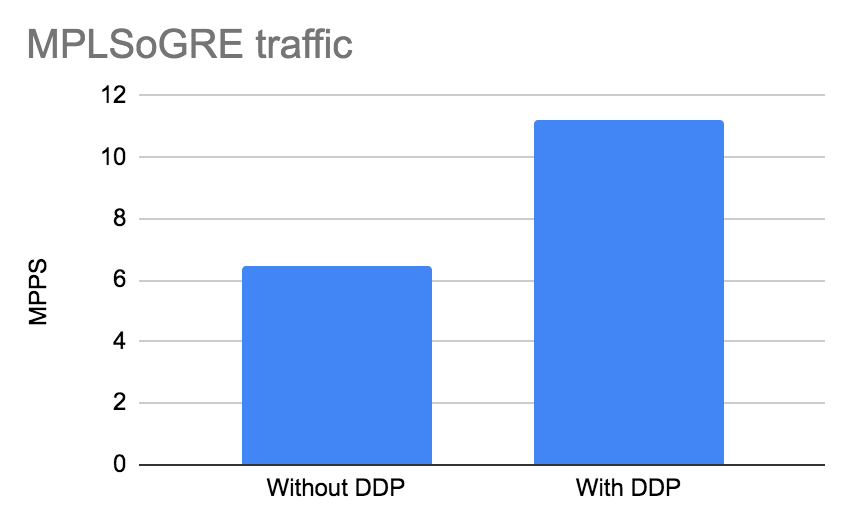 MPLSoGRE traffic
12
10
8
6
4
2
0
MPPS
Without DDP
With DDP